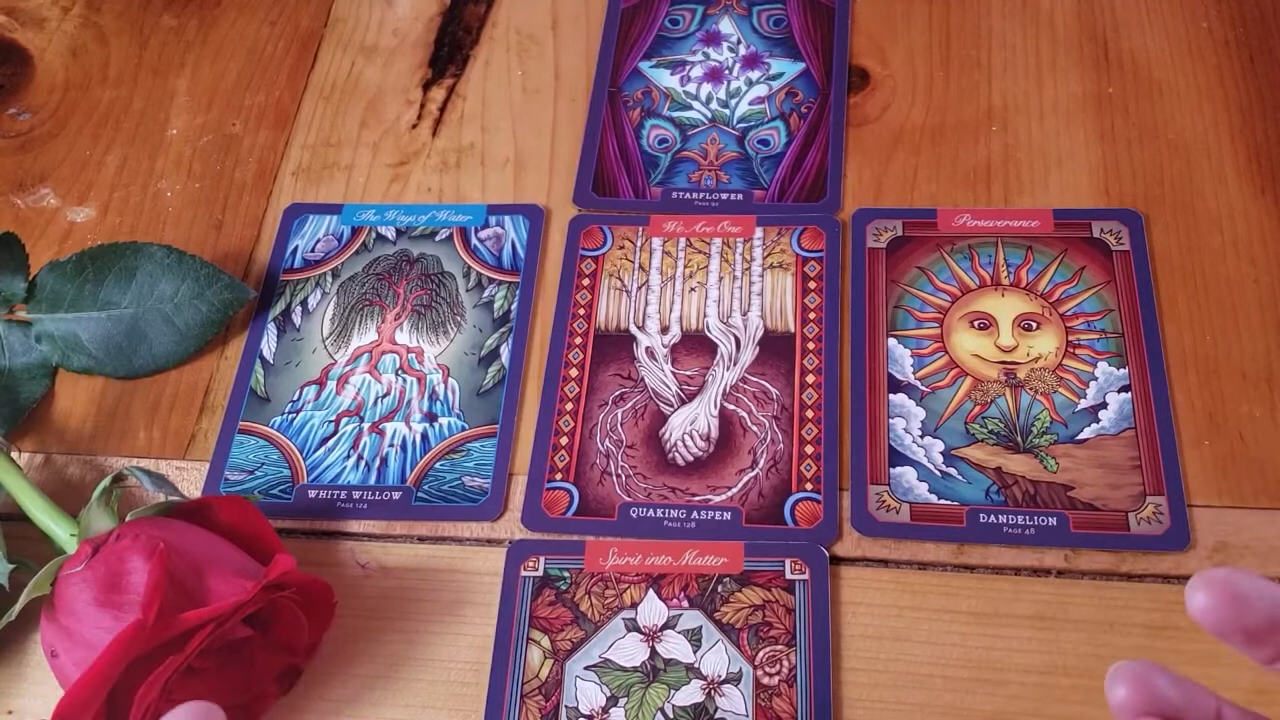 STARFLOWER
PAGE 92
The Ways of Water
WHITE WILLOW
PAGE 124
We Are One
QUAKING ASPEN
PAGE 128
Perseverance
DANDELION
PAGE 48
Spirit into Matter